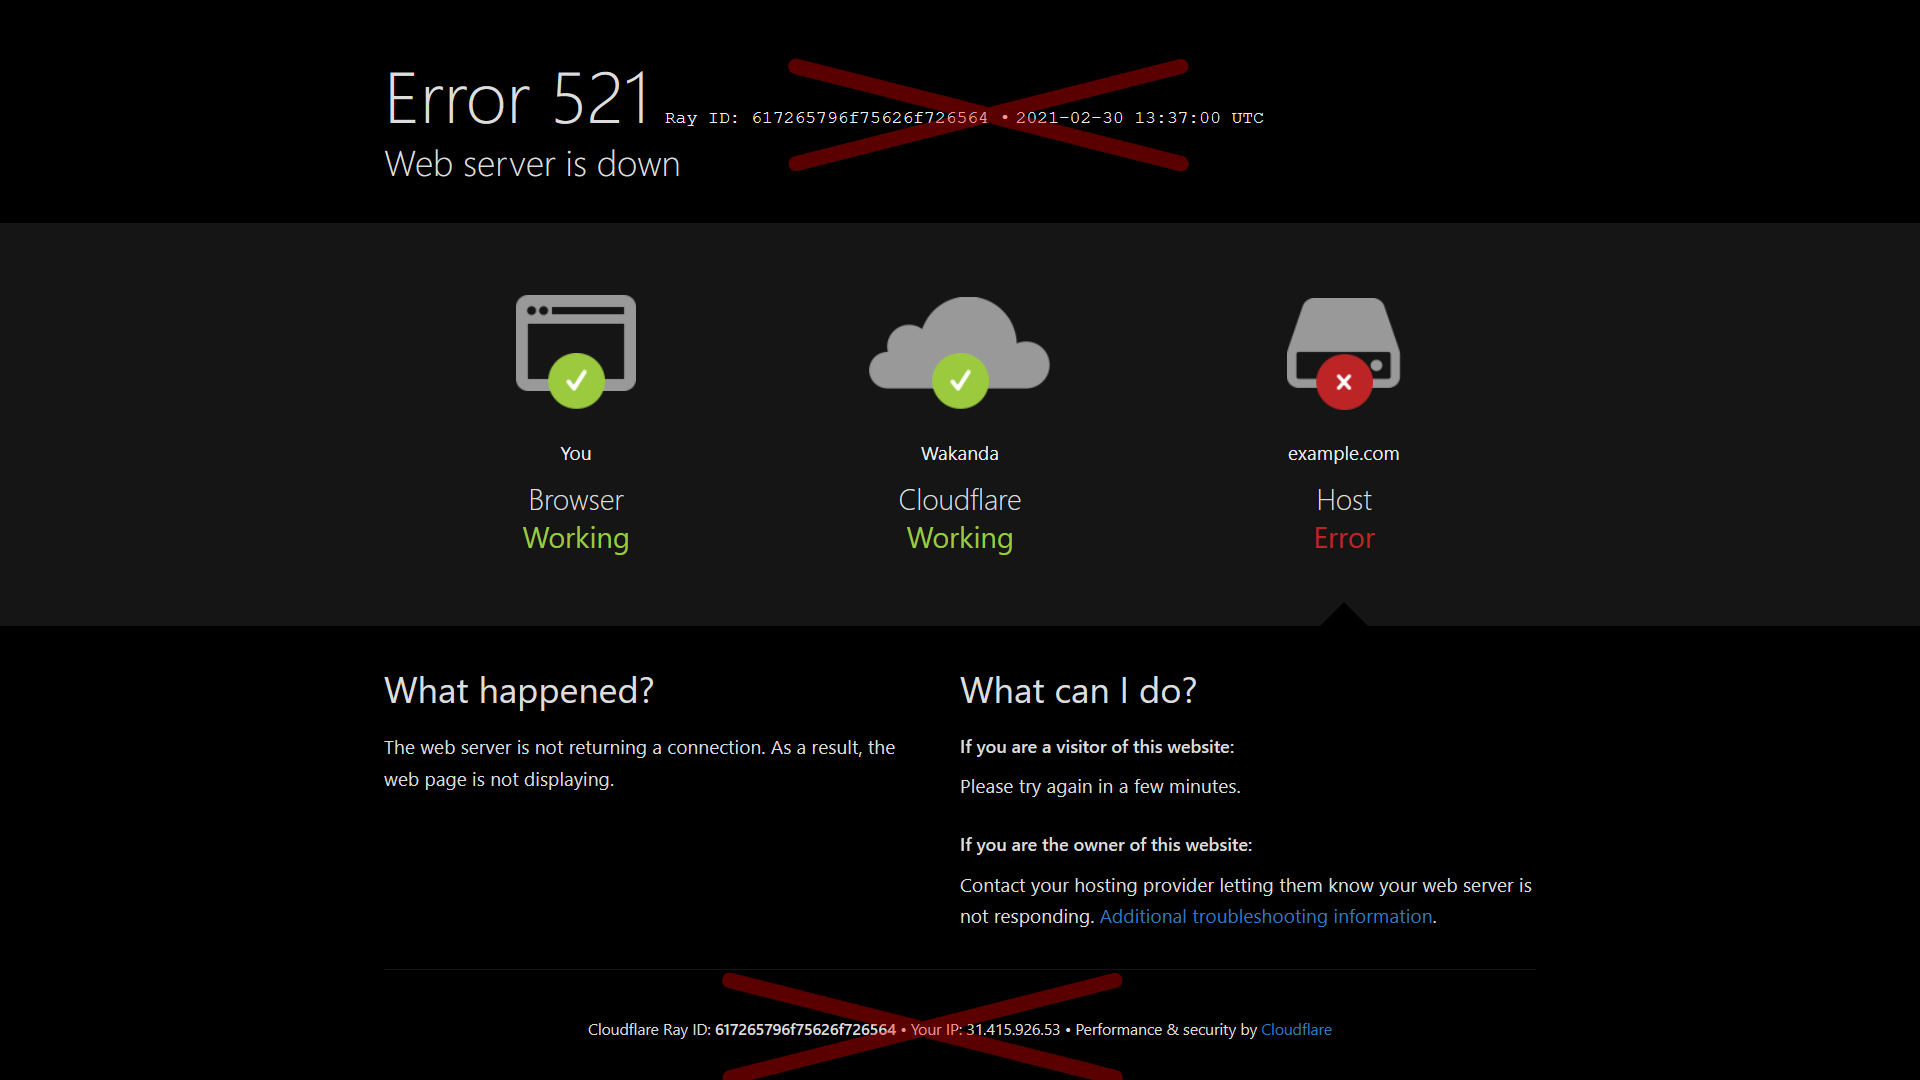 Error 521 Ray ID: 617265796f75626f726564 • 2021-02-30 13:37:00 UTC
Web server is down
You
Browser
Working
Wakanda
Cloudflare
Working
example.com
Host
Error
What happened?
The web server is not returning a connection. As a result, the
web page is not displaying.
What can I do?
If you are a visitor of this website:
Please try again in a few minutes.
If you are the owner of this website:
Contact your hosting provider letting them know your web server is
not responding. Additional troubleshooting information.
Cloudflare Ray ID: 617265796f75626f726564 • Your IP: 31.415.926.53 • Performance & security by Cloudflare